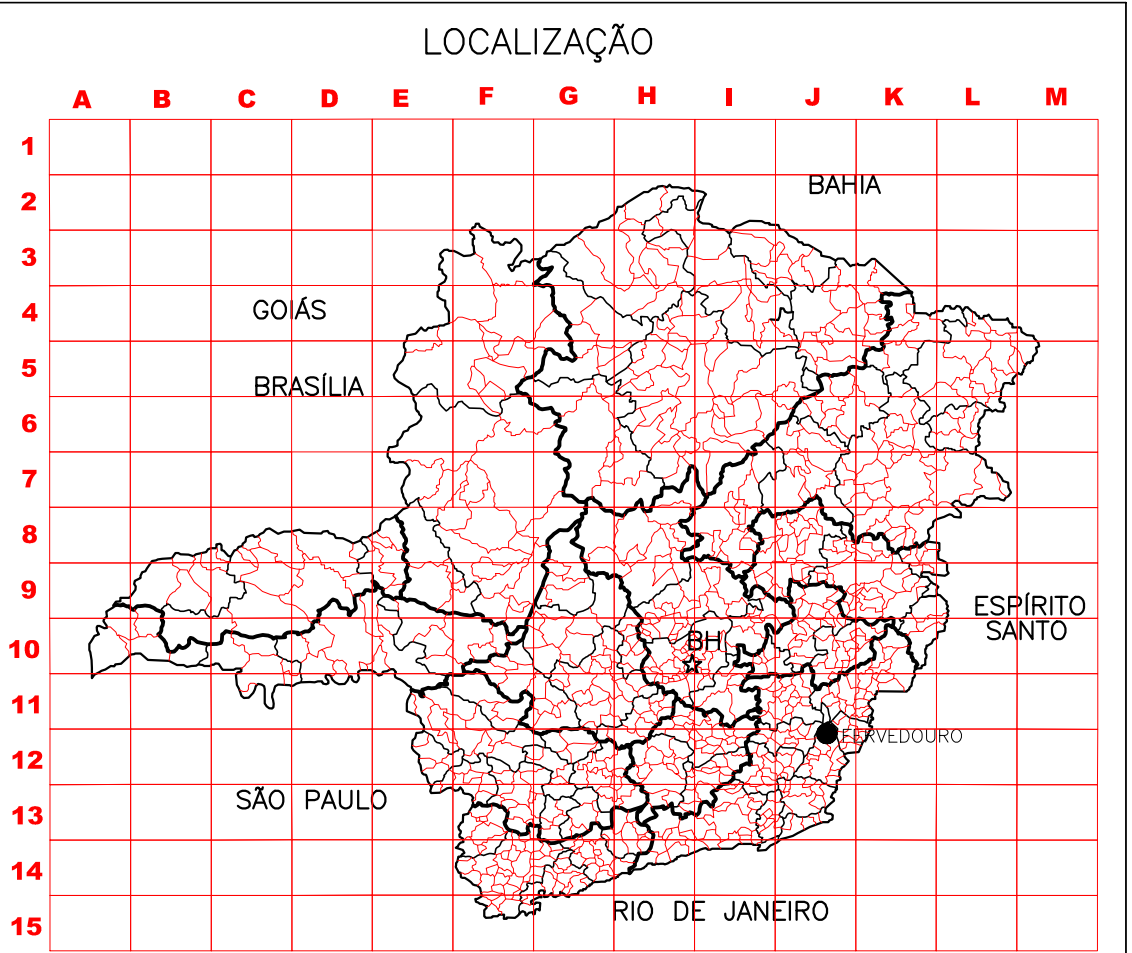 LOCALIZAÇÃO
A B C D E F G H I J K L M
1
2
BAHIA
3
4
GOIÁS
5
BRASÍLIA
6
7
8
9
ESPÍRITO
SANTO
10
BH
11
FERVEDOURO
12
13
SÃO PAULO
14
15
RIO DE JANEIRO